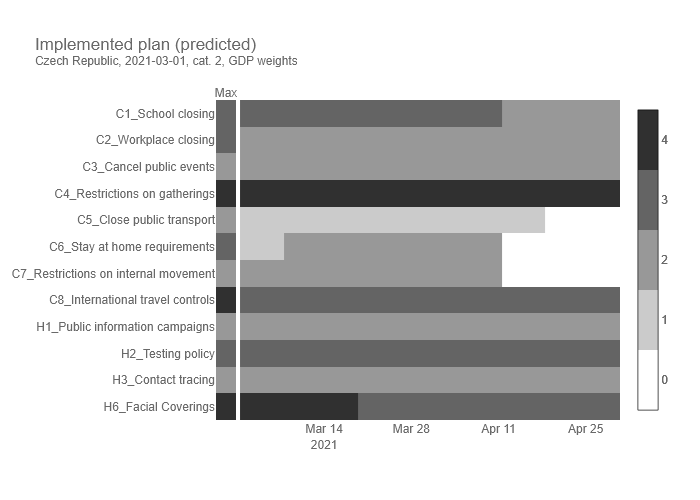 Implemented plan (predicted)
Czech Republic, 2021-03-01, cat. 2, GDP weights
Max
C1_School closing
C2_Workplace closing
C3_Cancel public events
C4_Restrictions on gatherings
C5_Close public transport
C6_Stay at home requirements
C7_Restrictions on internal movement
C8_International travel controls
H1_Public information campaigns
H2_Testing policy
H3_Contact tracing
H6_Facial Coverings
Mar 14 Mar 28 Apr 11 Apr 25
2021
4
3
2
1
0